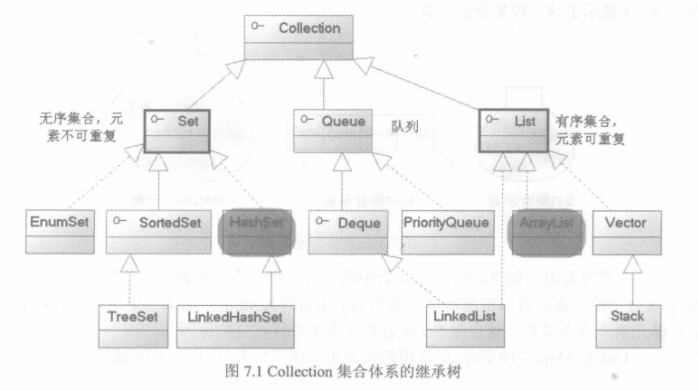 Collection
无序集合，元
素不可重复
Set
Queue
队列
List
有序集合，
元素可重复
EnumSet
SortedSet
HashSet
Deque
PriorityQueue
ArrayList
Vector
TreeSet
LinkedHashSet
LinkedList
Stack
图 7.1 Collection 集合体系的继承树